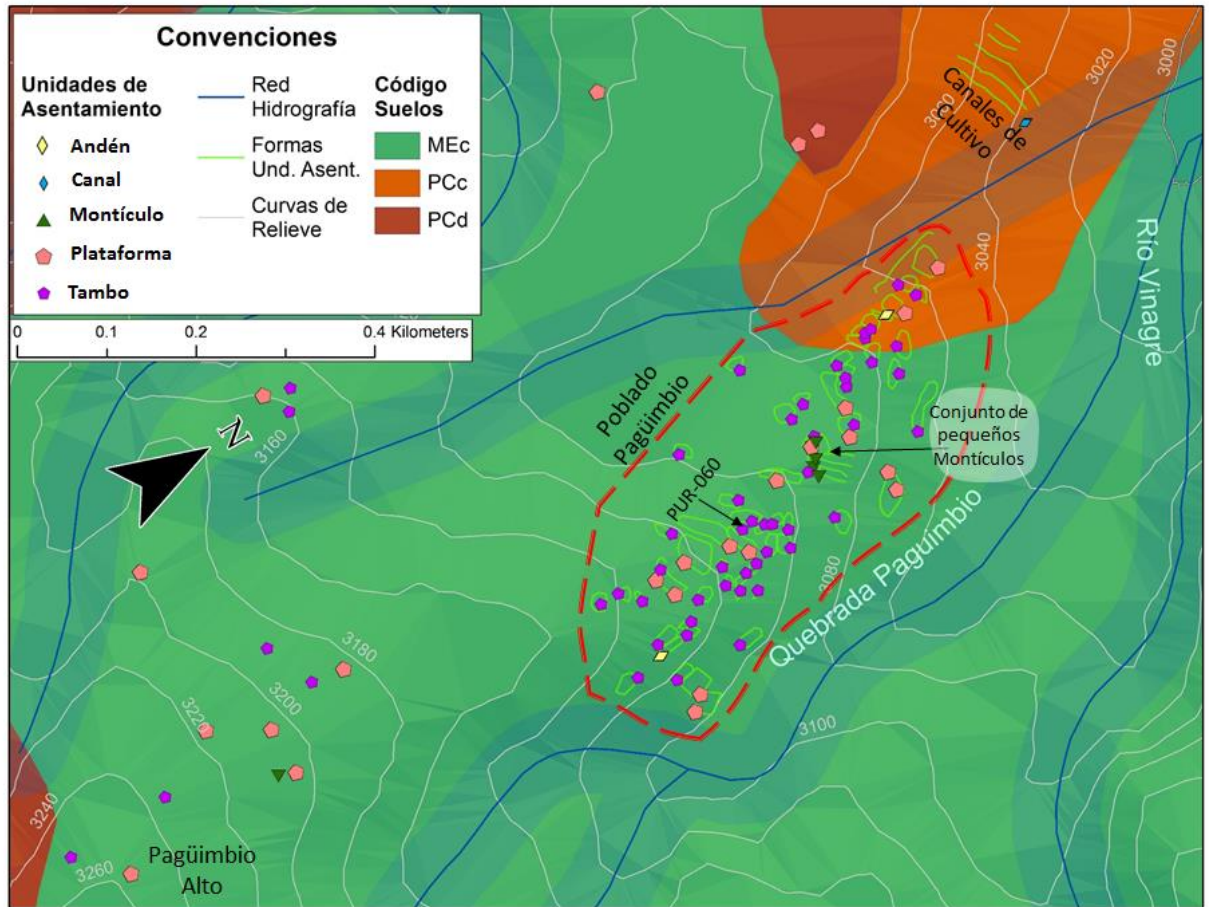 Convenciones
Unidades de
Asentamiento
Andén
Canal
Montículo
Plataforma
Tambo
Red
Hidrografía
Formas
Und. Asent.
Curvas de
Relieve
Código
Suelos
MEc
PCc
PCd
0
0.1
0.2
0.4 Kilometers
N
3160
3180
3200
3220
3240
3260
Pagüimbio
Alto
Poblado
Pagüimbio
PUR-060
Canales de
Cultivo
3020
3000
3040
Río Vinagre
Conjunto de
pequeños
Montículos
3080
Quebrada Paguimbio
3100